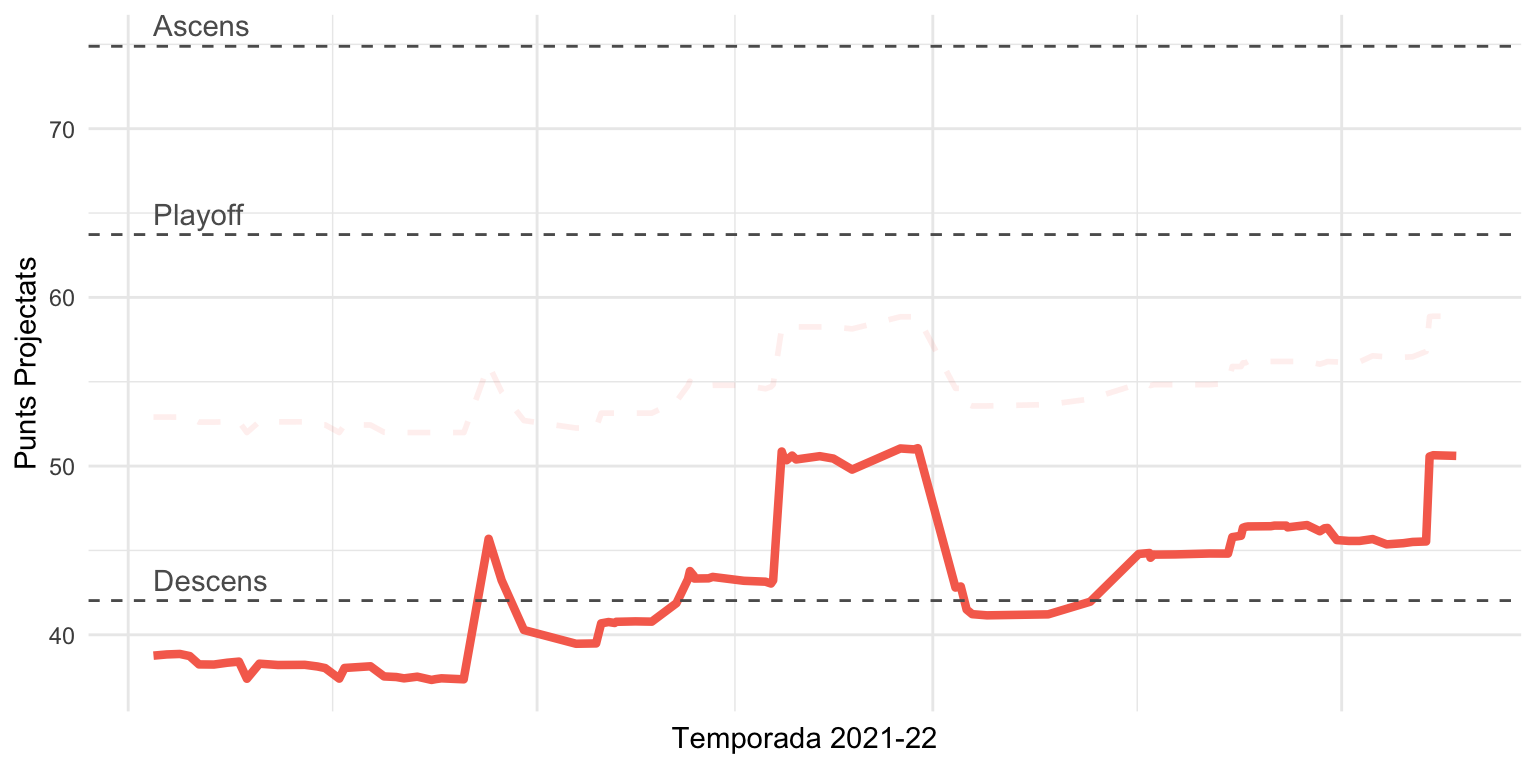 Ascens
70
Playoff
60
Punts Projectats
50
Descens
40
Temporada 2021-22